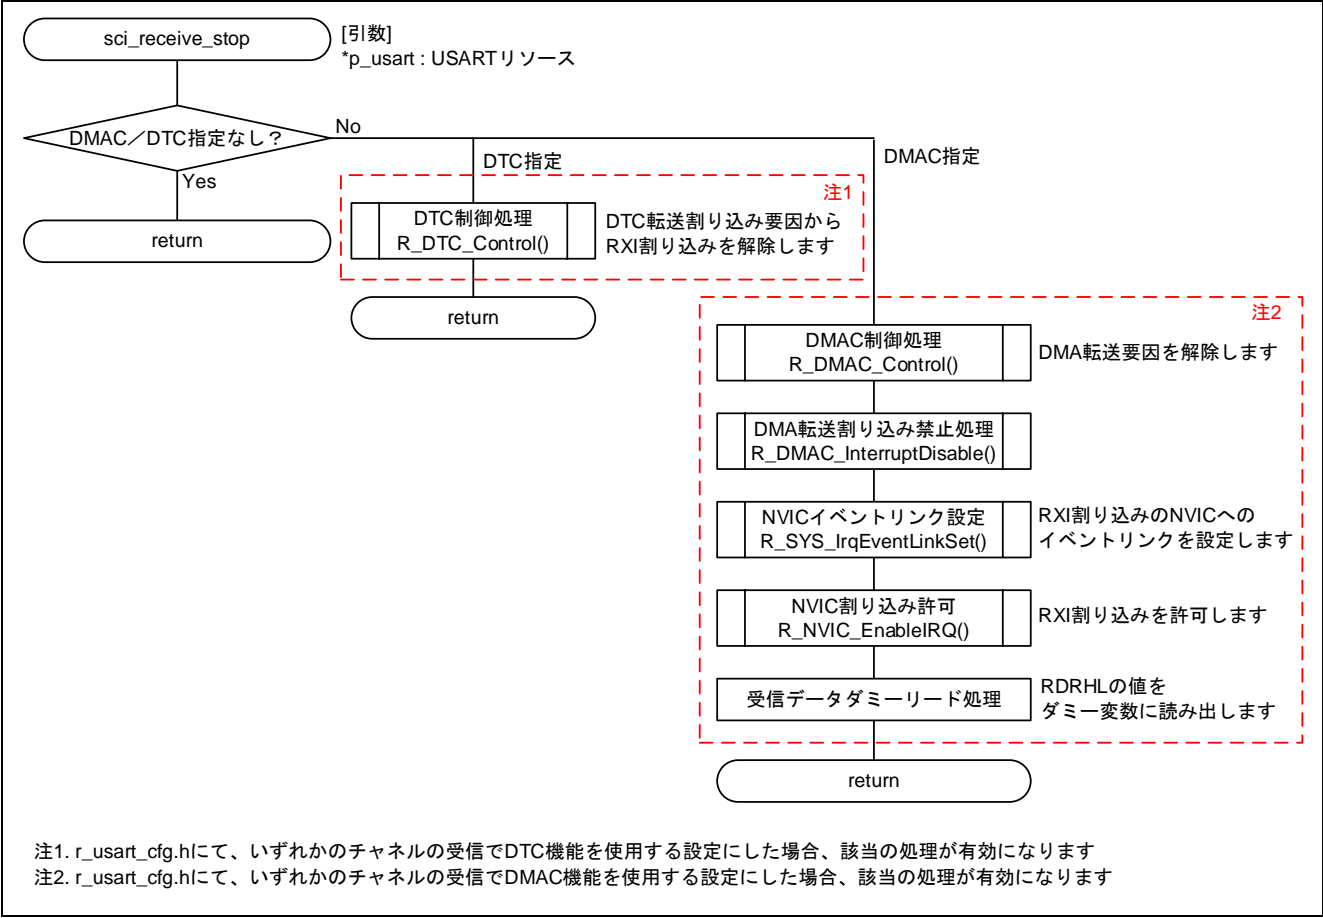 sci_receive_stop
[引数]
*p_usart : USARTリソース
DMAC／DTC指定なし？
No
Yes
return
DTC指定
DMAC指定
注1
DTC制御処理
R_DTC_Control()
DTC転送割り込み要因から
RXI割り込みを解除します
return
注2
DMAC制御処理
R_DMAC_Control()
DMA転送要因を解除します
DMA転送割り込み禁止処理
R_DMAC_InterruptDisable()
NVICイベントリンク設定
R_SYS_IrqEventLinkSet()
RXI割り込みのNVICへの
イベントリンクを設定します
NVIC割り込み許可
R_NVIC_EnableIRQ()
RXI割り込みを許可します
受信データダミーリード処理
RDRHLの値を
ダミー変数に読み出します
return
注1. r_usart_cfg.hにて、いずれかのチャネルの受信でDTC機能を使用する設定にした場合、該当の処理が有効になります
注2. r_usart_cfg.hにて、いずれかのチャネルの受信でDMAC機能を使用する設定にした場合、該当の処理が有効になります